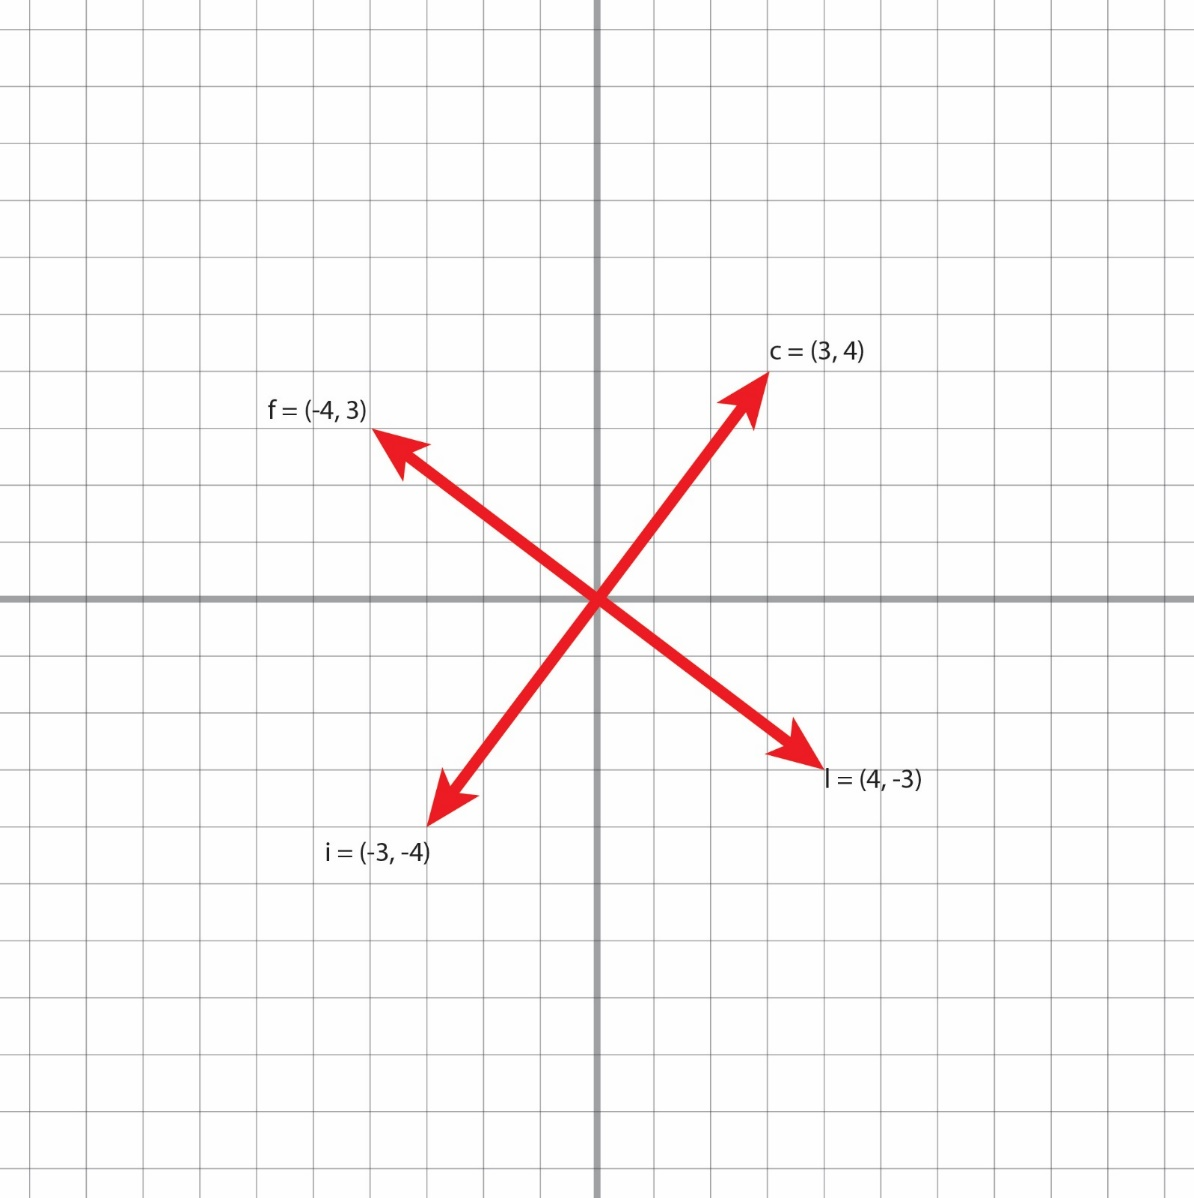 c = (3, 4)
f = (-4, 3)
l = (4, -3)
i = (-3, -4)